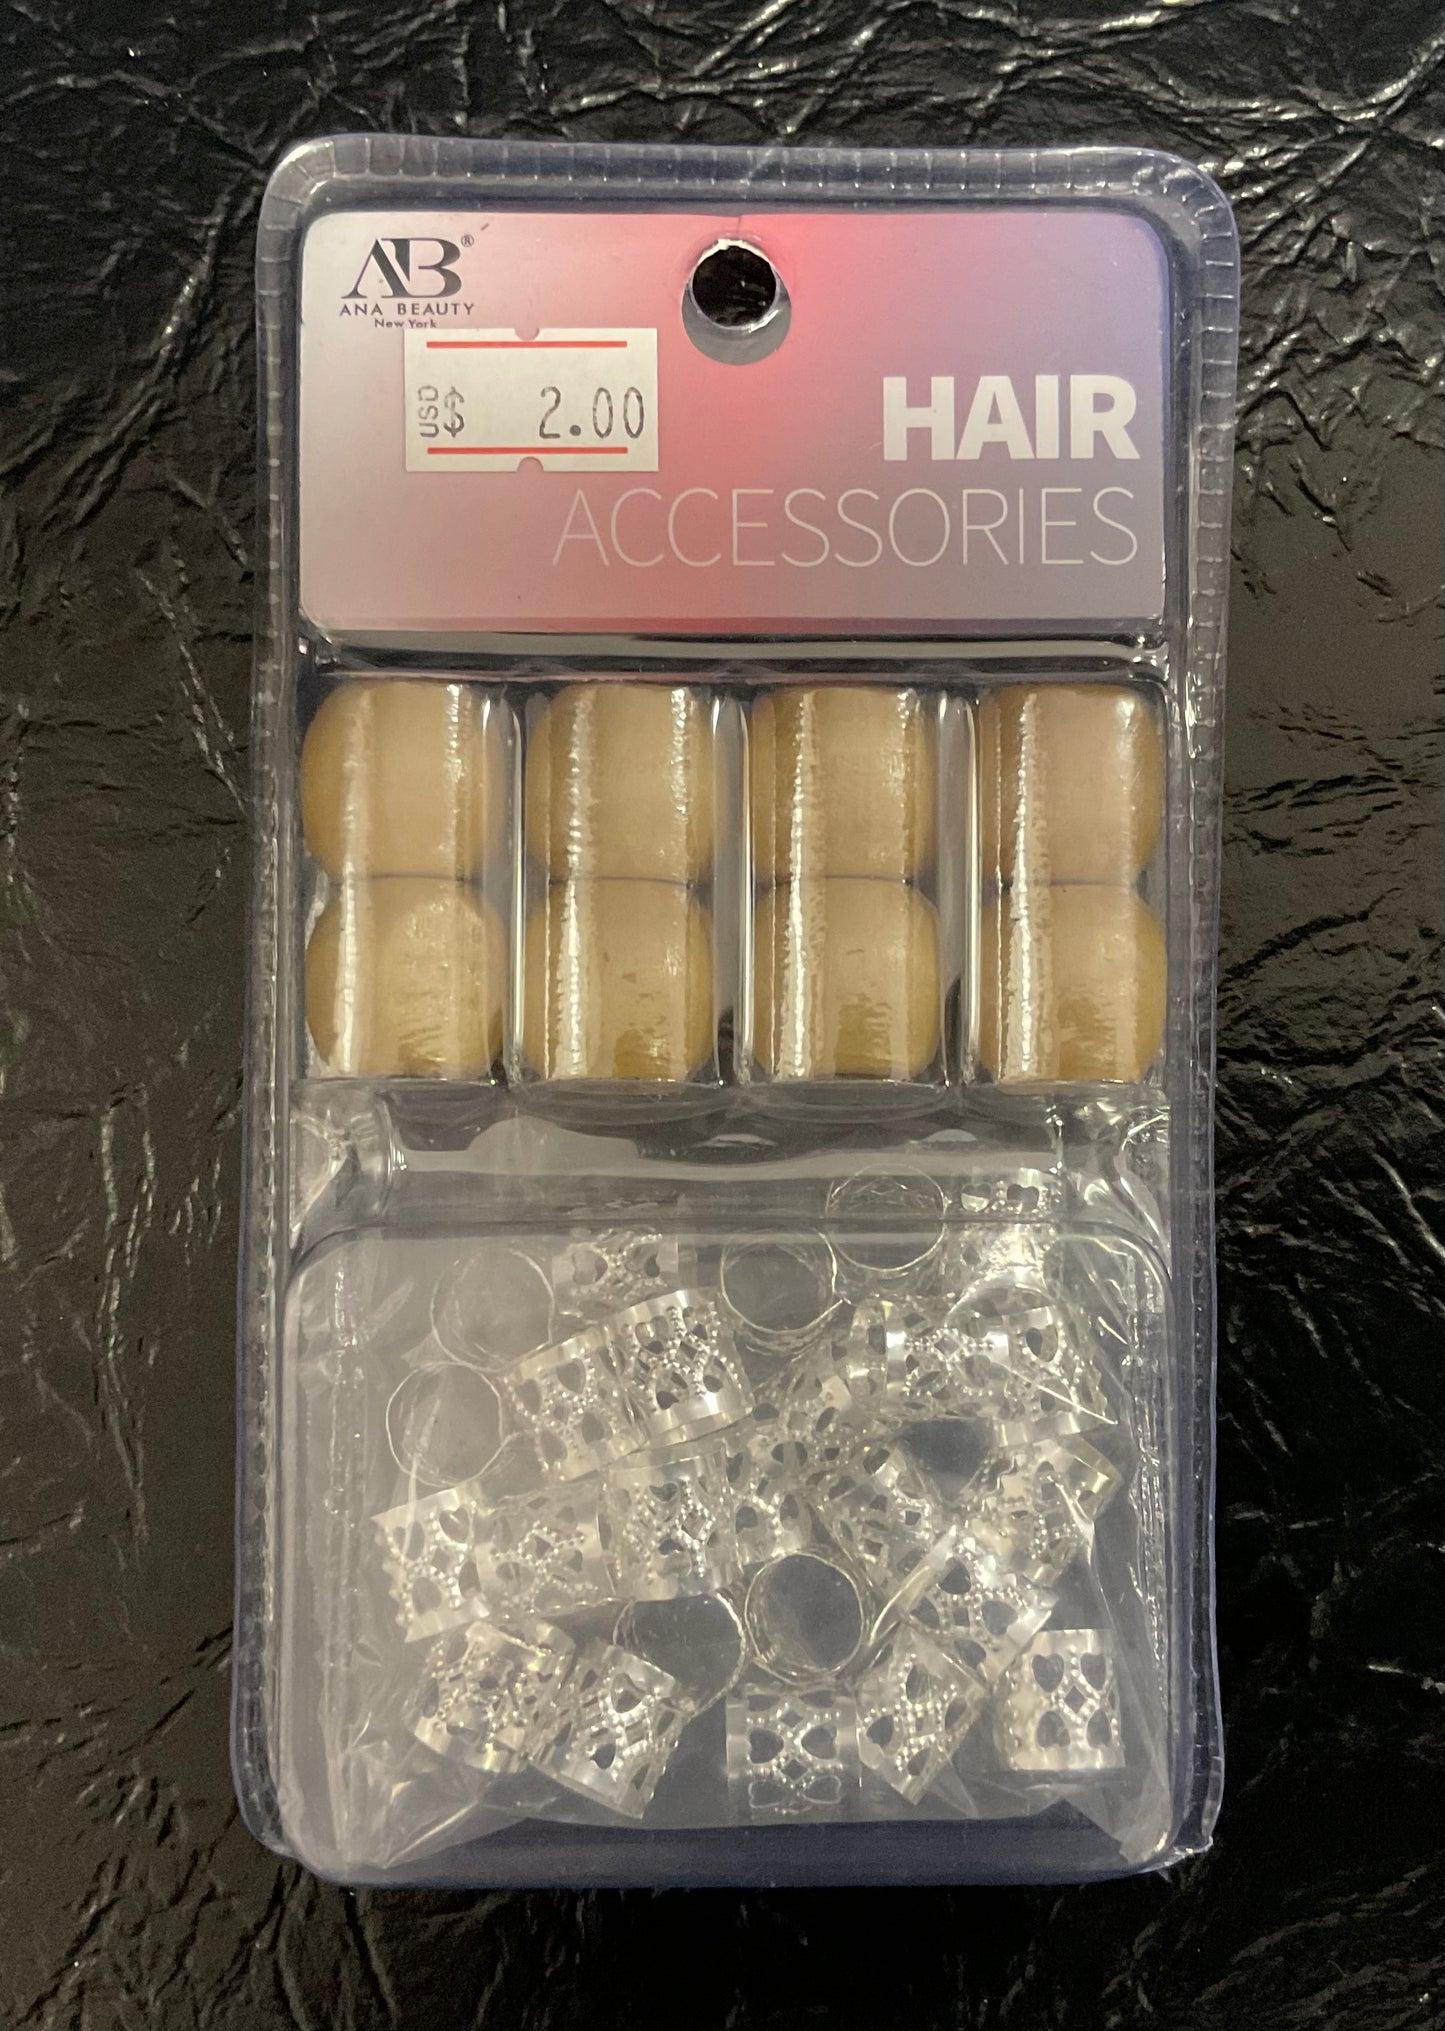 AB®
ANA BEAUTY
New York
USD $ 2.00
HAIR
ACCESSORIES